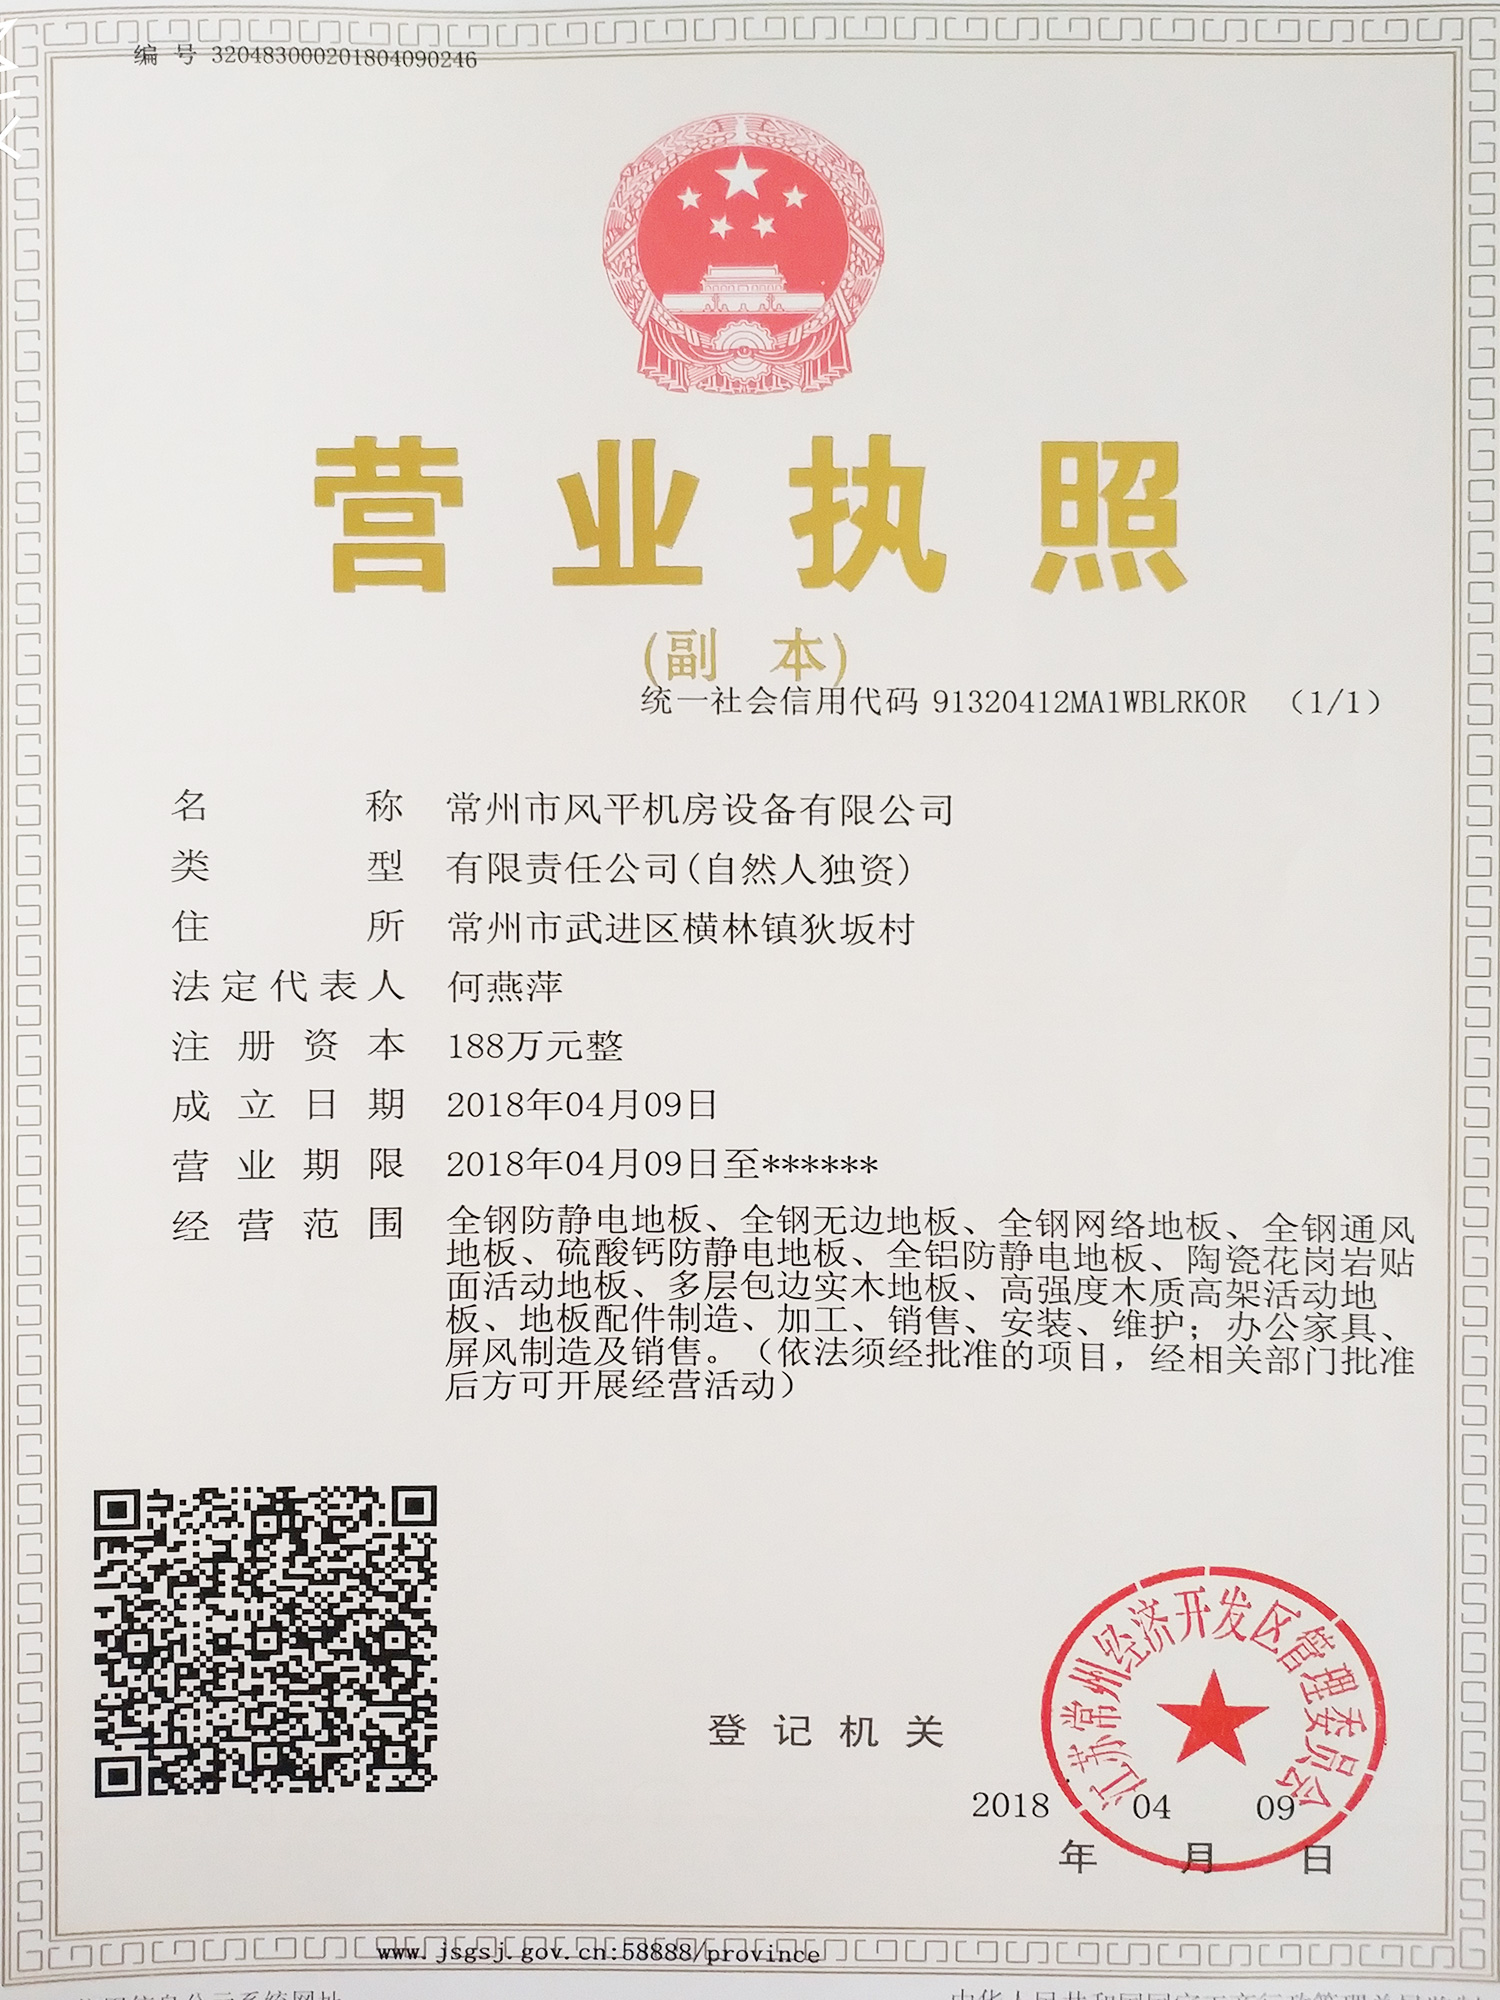 编 号 320483000201804090246
营业执照
(副 本)
统一社会信用代码 91320412MA1WBLRK0R （1/1）
名 称 常州市风平机房设备有限公司
类 型 有限责任公司(自然人独资)
住 所 常州市武进区横林镇狄坂村
法定代表人 何燕萍
注册资本 188万元整
成立日期 2018年04月09日
营业期限 2018年04月09日至******
经营范围 全钢防静电地板、全钢无边地板、全钢网络地板、全钢通风
地板、硫酸钙防静电地板、全铝防静电地板、陶瓷花岗岩贴
面活动地板、多层包边实木地板、高强度木质高架活动地
板、地板配件制造、加工、销售、安装、维护；办公家具、
屏风制造及销售。（依法须经批准的项目，经相关部门批准
后方可开展经营活动）
江苏常州经济开发区管理委员会
登记机关
2018 04 09
年 月 日
www.jsgsj.gov.cn:58888/province